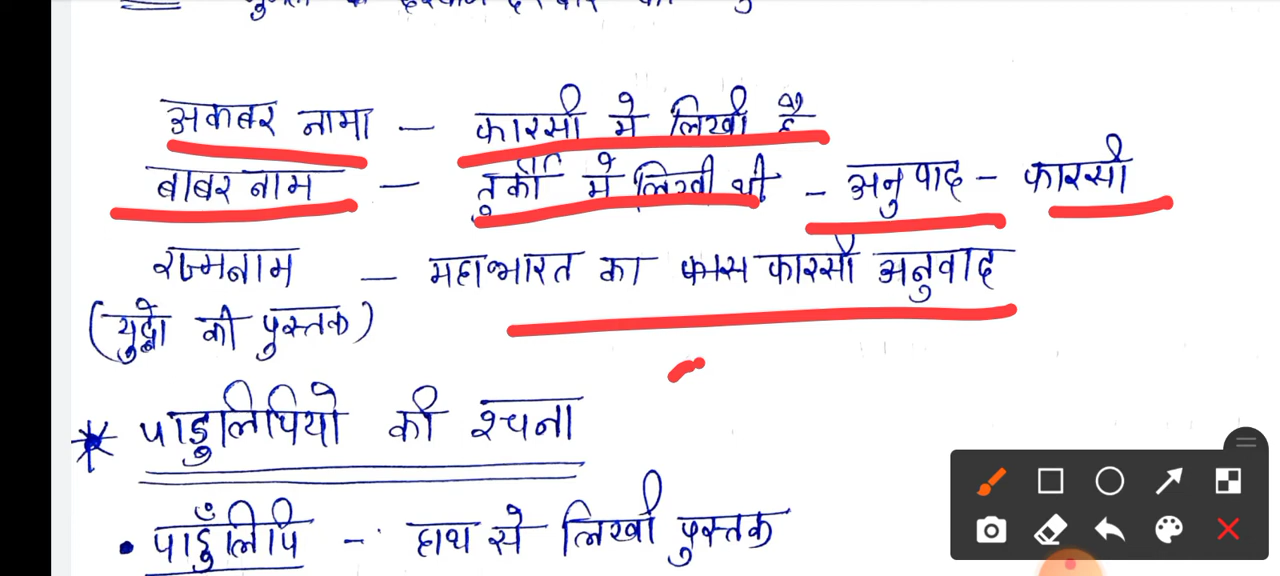 अकबर नामा – फारसी मे लिखी है
बाबर नाम – तुर्की मे लिखी थी – अनुपाद – फारसी
रज्मनाम – महाभारत का फारसी अनुवाद
(युद्धो की पुस्तक)
* पाडुलिपियो की रचना
• पाडुँलिपि – हाथ से लिखी पुस्तक